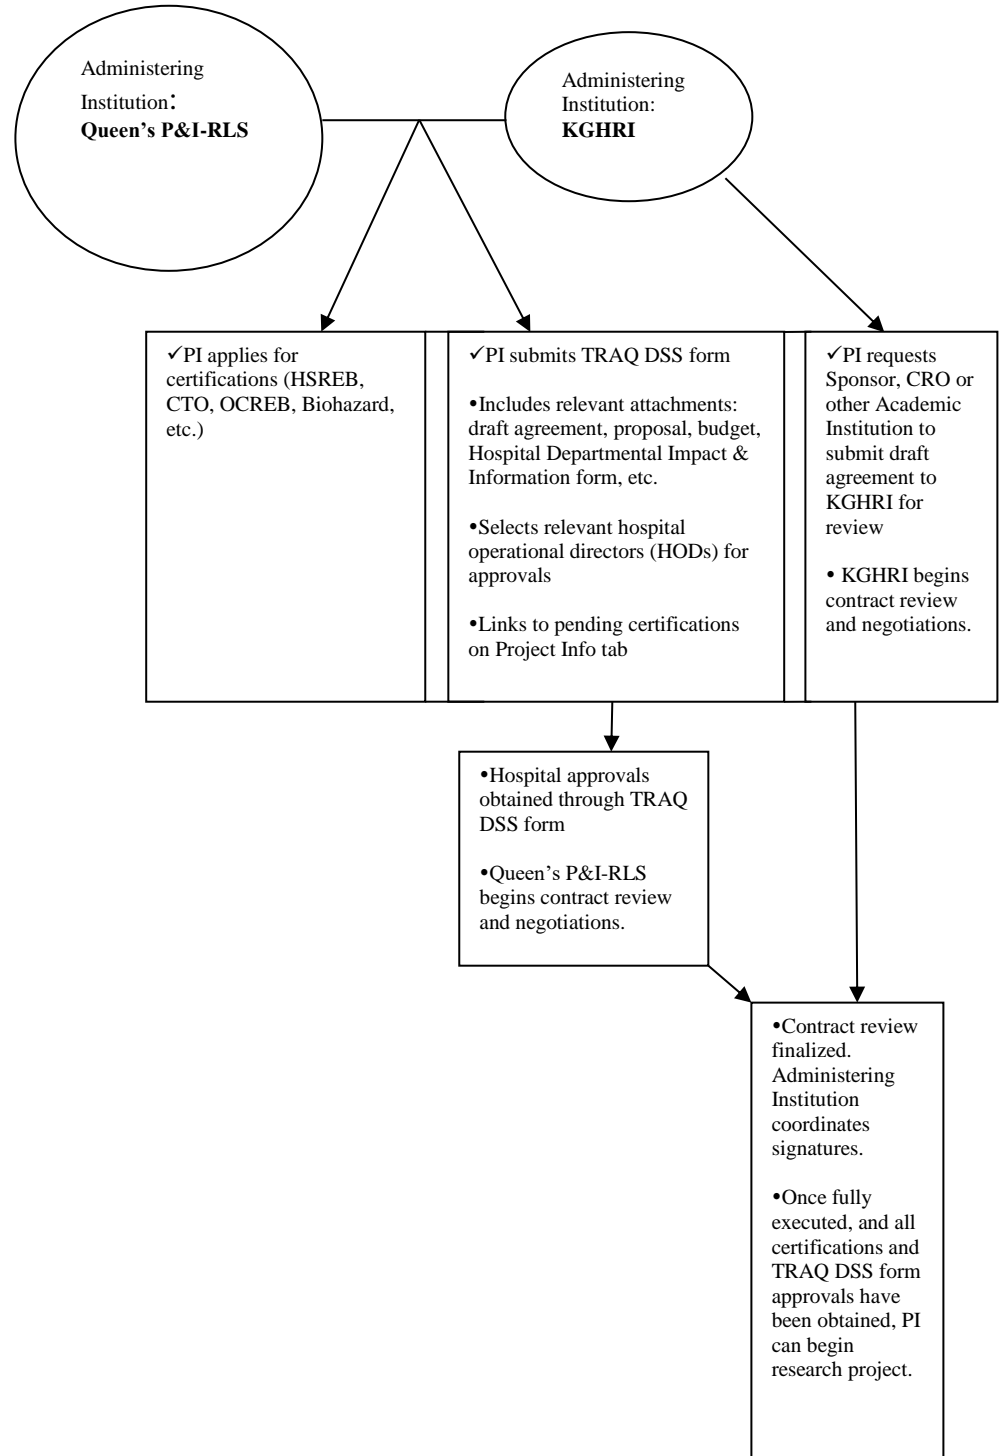 Administering
Institution:
Queen's P&I-RLS
Administering
Institution:
KGHRI
✓PI applies for
certifications (HSREB,
CTO, OCREB, Biohazard,
etc.)
✓PI submits TRAQ DSS form
•Includes relevant attachments:
draft agreement, proposal, budget,
Hospital Departmental Impact &
Information form, etc.
•Selects relevant hospital
operational directors (HODs) for
approvals
•Links to pending certifications
on Project Info tab
✓PI requests
Sponsor, CRO or
other Academic
Institution to
submit draft
agreement to
KGHRI for
review
• KGHRI begins
contract review
and negotiations.
•Hospital approvals
obtained through TRAQ
DSS form
•Queen's P&I-RLS
begins contract review
and negotiations.
•Contract review
finalized.
Administering
Institution
coordinates
signatures.
•Once fully
executed, and all
certifications and
TRAQ DSS form
approvals have
been obtained, PI
can begin
research project.